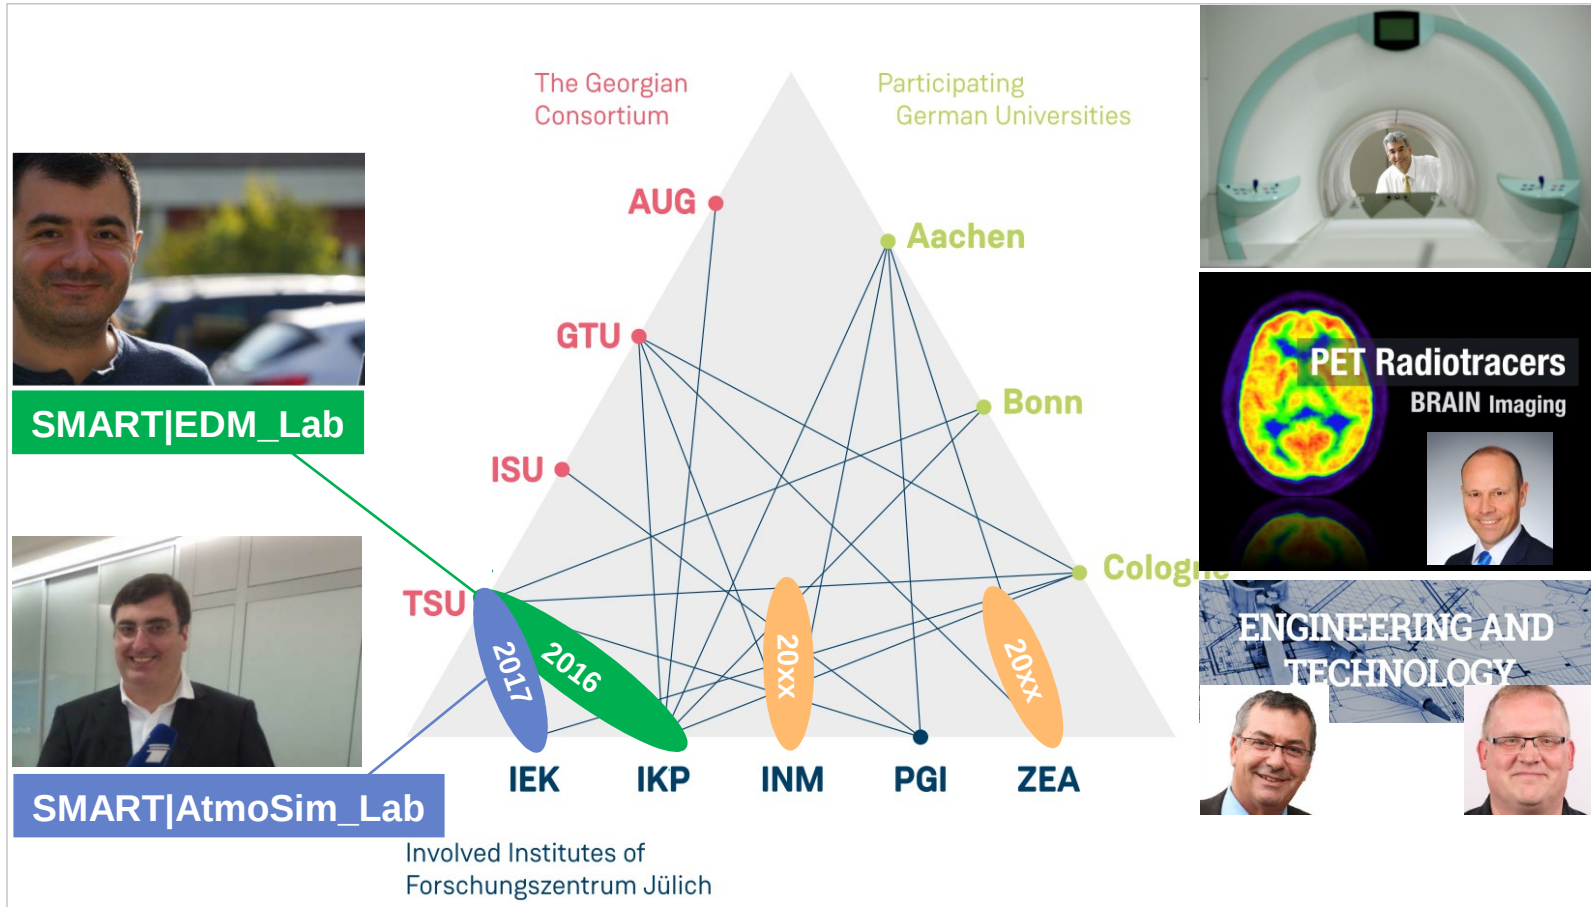 The Georgian
Consortium
Participating
German Universities
AUG
Aachen
GTU
PET Radiotracers
BRAIN Imaging
Bonn
SMART|EDM_Lab
ISU
Cologne
TSU
2017
2016
20xx
20xx
ENGINEERING AND
TECHNOLOGY
IEK
IKP
INM
PGI
ZEA
SMART|AtmoSim_Lab
Involved Institutes of
Forschungszentrum Jülich